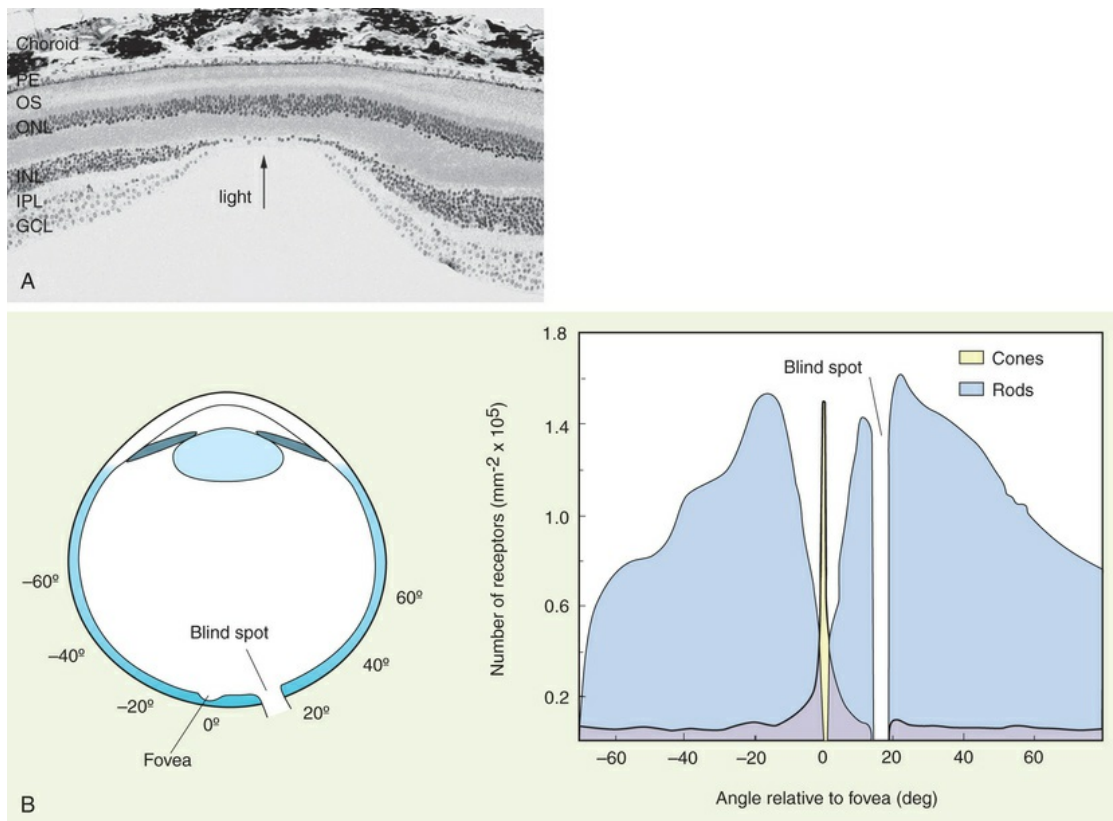 Choroid
PE
OS
ONL
INL
IPL
GCL
light
A
–60º
–40º
–20º
0º
20º
40º
60º
Blind spot
Fovea
B
Number of receptors (mm⁻² x 10⁵)
1.8
1.4
1.0
0.6
0.2
Blind spot
Cones
Rods
–60
–40
–20
0
20
40
60
Angle relative to fovea (deg)